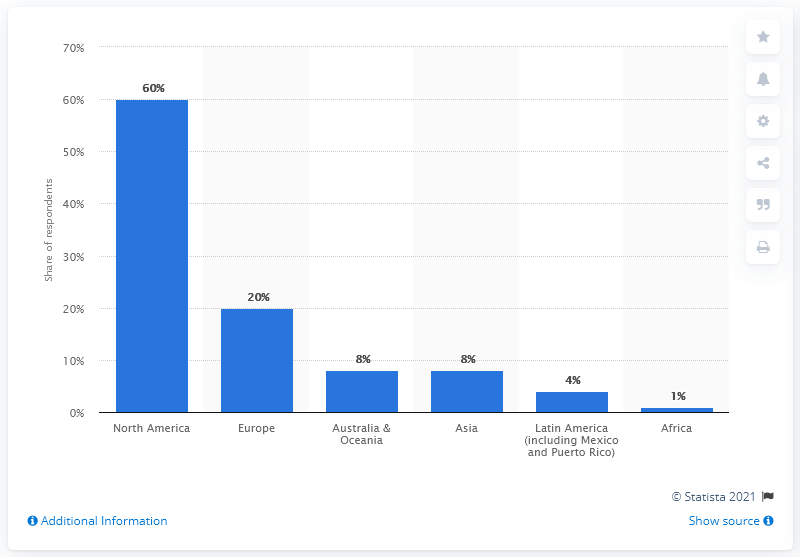 70%
60%
50%
40%
30%
20%
10%
0%
Share of respondents
60%
20%
8%
8%
4%
1%
North America
Europe
Australia &
Oceania
Asia
Latin America
(including Mexico
and Puerto Rico)
Africa
© Statista 2021
Additional Information
Show source